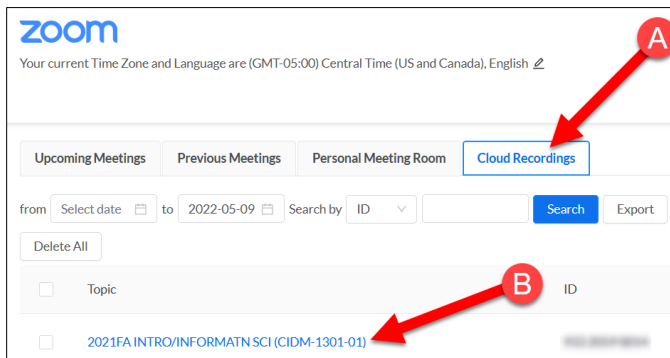 zoom
A
Your current Time Zone and Language are (GMT-05:00) Central Time (US and Canada), English
Upcoming Meetings Previous Meetings Personal Meeting Room Cloud Recordings
from Select date to 2022-05-09 Search by ID Search Export
Delete All
B
Topic ID
2021FA INTRO/INFORMATN SCI (CIDM-1301-01)